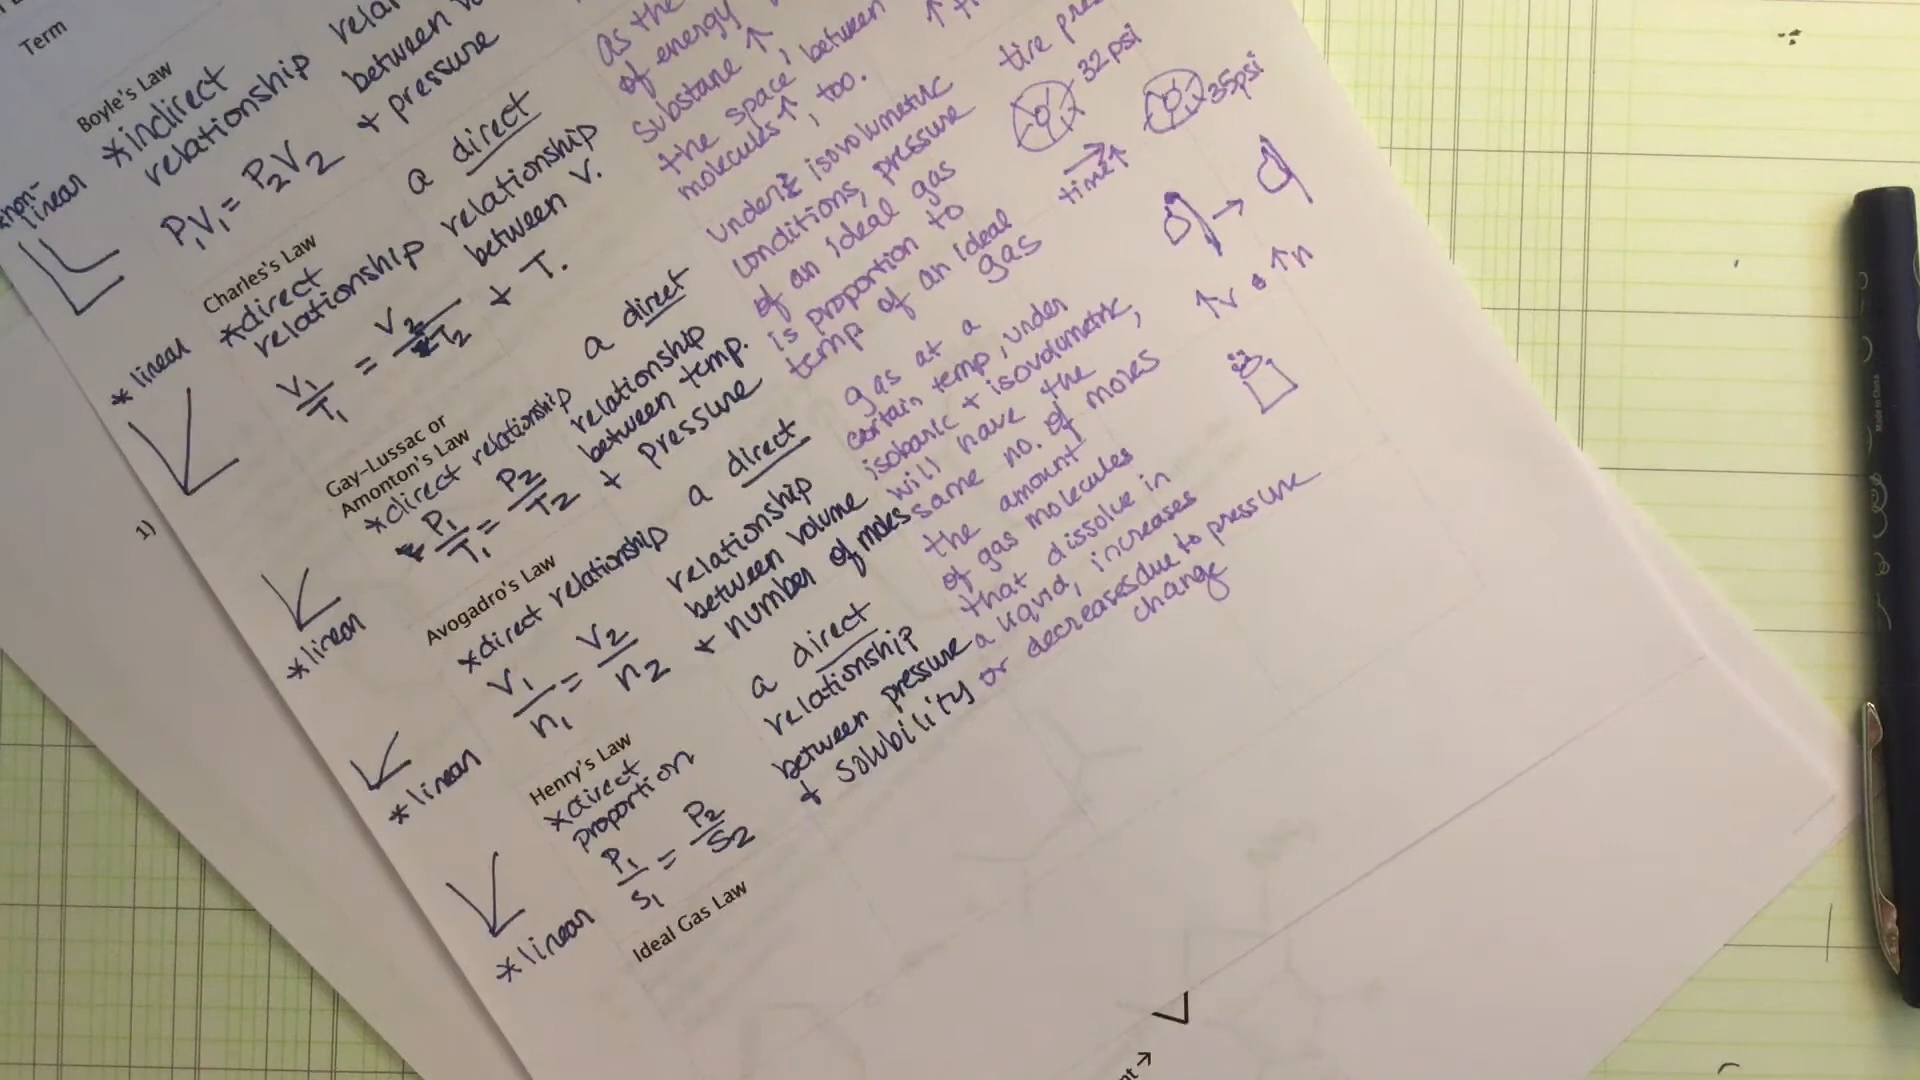 Term
Boyle's Law
*indirect
relationship
P₁V₁ = P₂V₂
*non-
linear
between
+ pressure
As the
of energy
substane ↑,
the space between
molecules ↑, too.
Charles's Law
*direct
relationship
V₁/T₁ = V₂/T₂
* linear
a direct
relationship
between V.
+ T.
under isovolumetric
conditions, pressure
of an ideal gas
is proportion to
temp of an ideal
gas
32psi
35psi
time↑
Gay-Lussac or
Amonton's Law
*direct relationship
P₁/T₁ = P₂/T₂
*linear
a direct
relationship
between temp.
+ pressure
gas at a
certain temp, under
isobaric + isovolumetric,
will have the
same no. of moles
↑V ↑n
1)
Avogadro's Law
*direct relationship
V₁/n₁ = V₂/n₂
*linear
a direct
relationship
between volume
+ number of moles
the amount
of gas molecules
that dissolve in
a liquid, increases
or decreases due to pressure
change
Henry's Law
*direct
proportion
P₁/S₁ = P₂/S₂
*linear
a direct
relationship
between pressure
+ solubility
Ideal Gas Law
Made in China